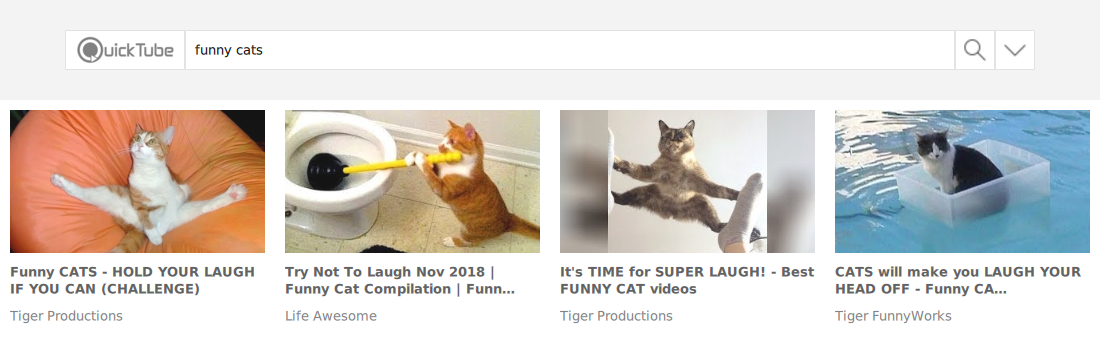 QuickTube
funny cats
Funny CATS - HOLD YOUR LAUGH
IF YOU CAN (CHALLENGE)
Tiger Productions
Try Not To Laugh Nov 2018 |
Funny Cat Compilation | Funn...
Life Awesome
It's TIME for SUPER LAUGH! - Best
FUNNY CAT videos
Tiger Productions
CATS will make you LAUGH YOUR
HEAD OFF - Funny CA...
Tiger FunnyWorks